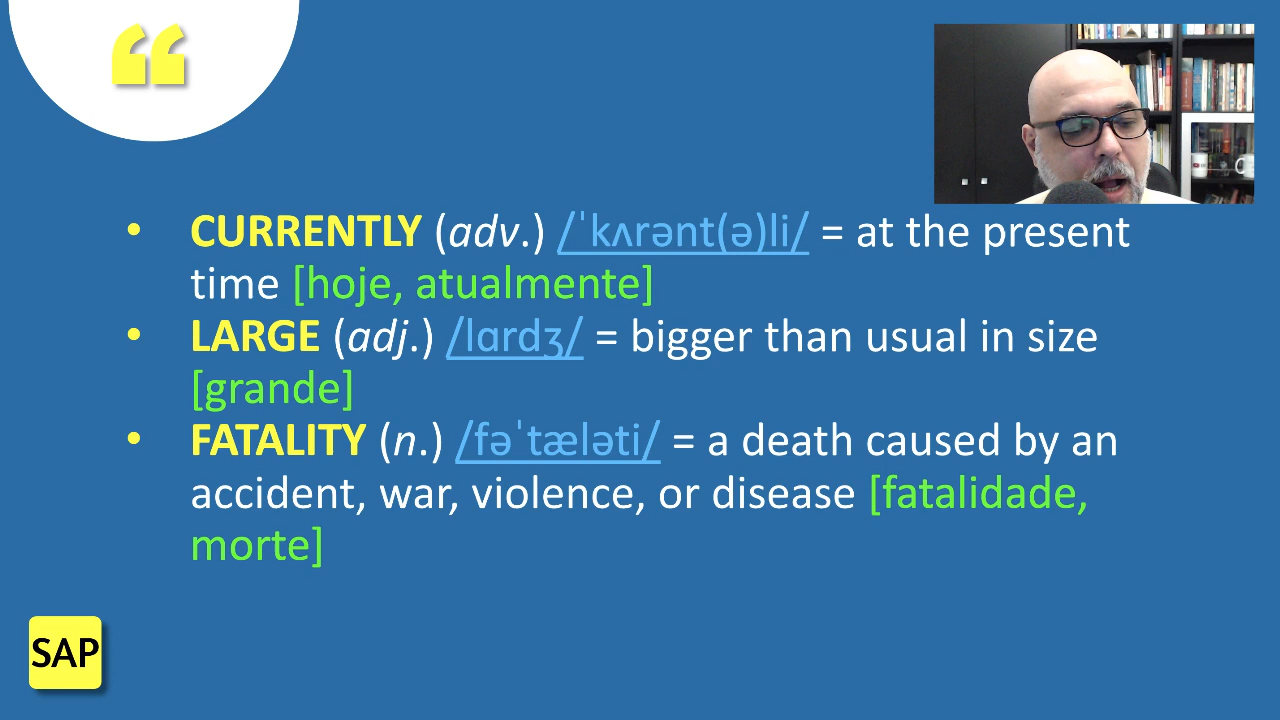 “
• CURRENTLY (adv.) /ˈkʌrənt(ə)li/ = at the present
time [hoje, atualmente]
• LARGE (adj.) /lɑrdʒ/ = bigger than usual in size
[grande]
• FATALITY (n.) /fəˈtæləti/ = a death caused by an
accident, war, violence, or disease [fatalidade,
morte]
SAP